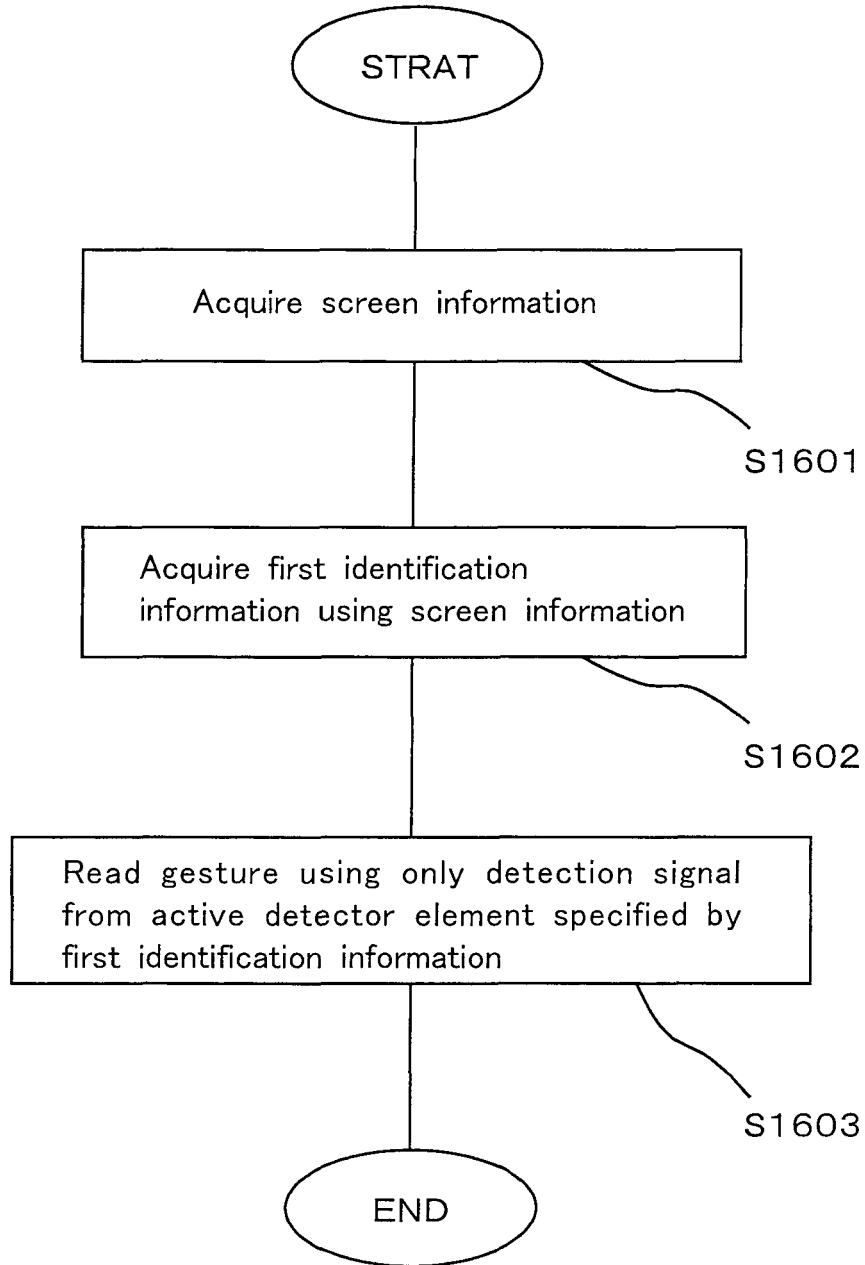 STRAT
Acquire screen information
S1601
Acquire first identification
information using screen information
S1602
Read gesture using only detection signal
from active detector element specified by
first identification information
S1603
END